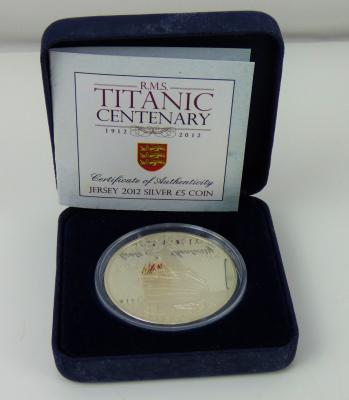 R.M.S.
TITANIC
CENTENARY
1912 2012
Certificate of Authenticity
JERSEY 2012 SILVER £5 COIN